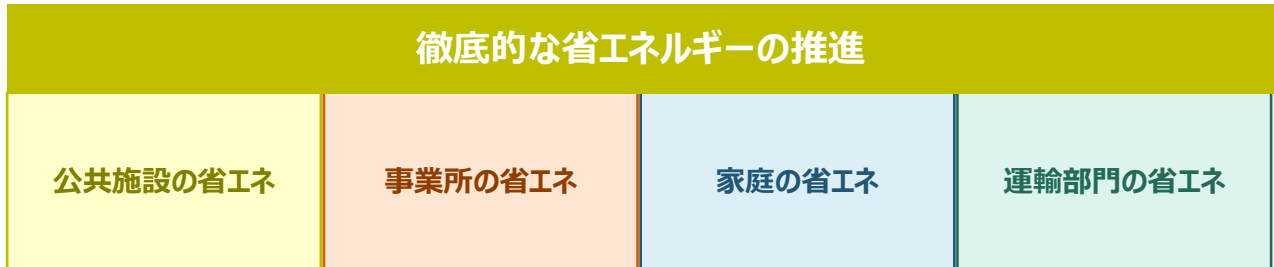 徹底的な省エネルギーの推進
公共施設の省エネ
事業所の省エネ
家庭の省エネ
運輸部門の省エネ